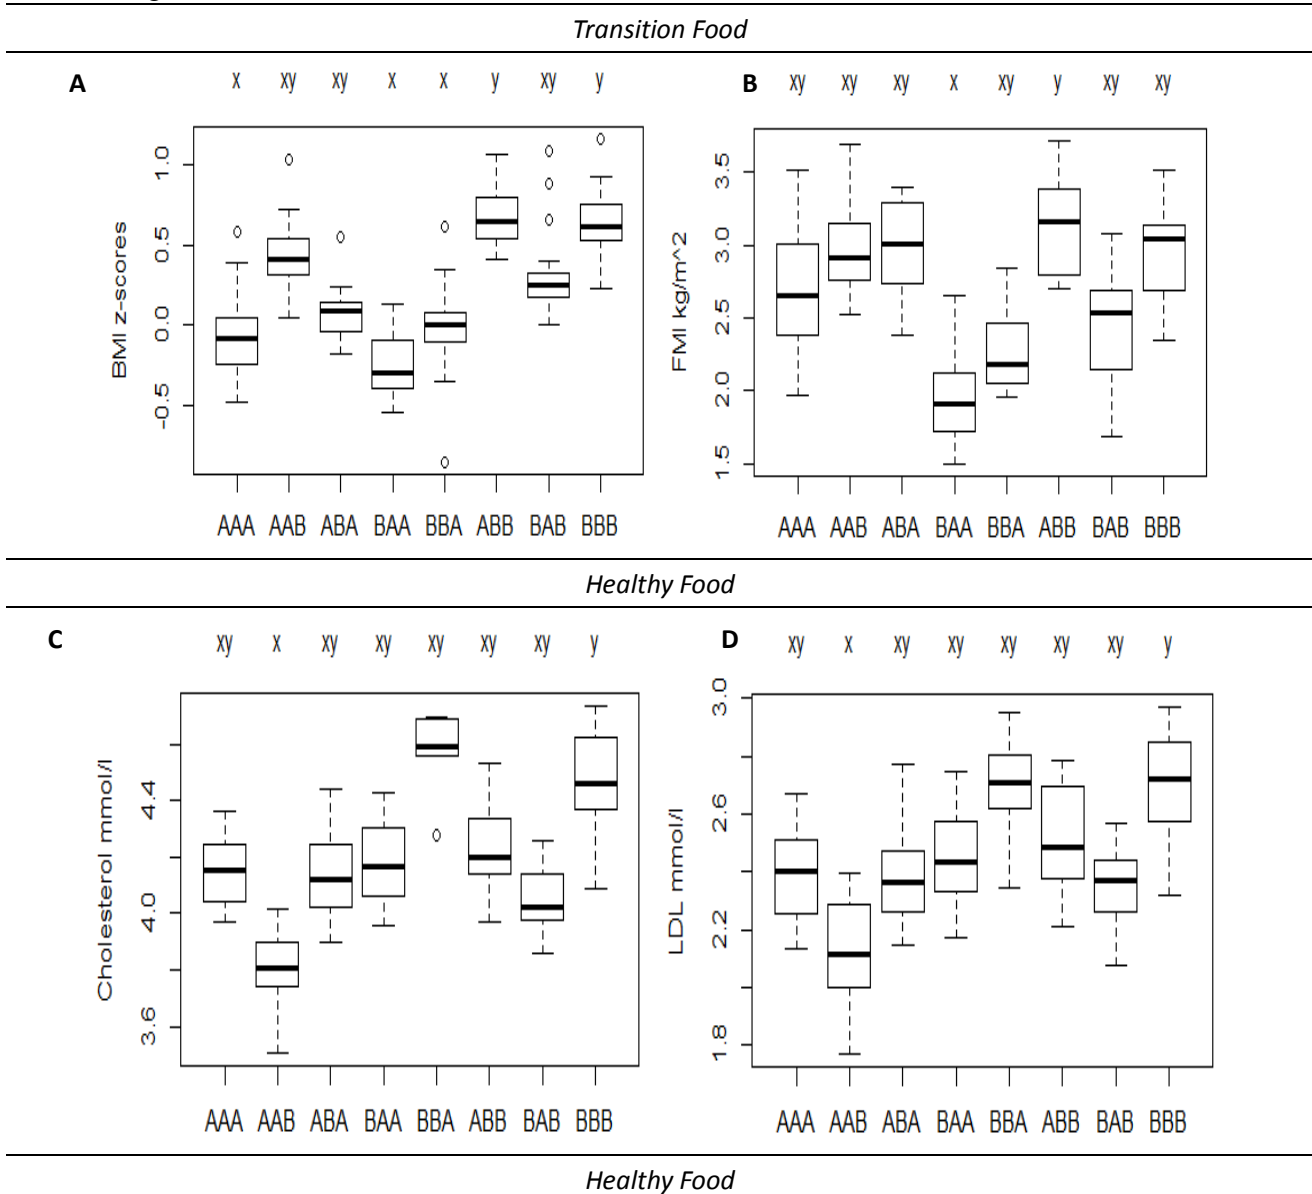 Transition Food
A x xy xy x x y xy y
B xy xy xy x xy y xy xy
BMI z-scores
1.0
0.5
0.0
-0.5
AAA AAB ABA BAA BBA ABB BAB BBB
FMI kg/m^2
3.5
3.0
2.5
2.0
1.5
AAA AAB ABA BAA BBA ABB BAB BBB
Healthy Food
C xy x xy xy xy xy xy y
D xy x xy xy xy xy xy y
Cholesterol mmol/l
4.4
4.0
3.6
AAA AAB ABA BAA BBA ABB BAB BBB
LDL mmol/l
3.0
2.6
2.2
1.8
AAA AAB ABA BAA BBA ABB BAB BBB
Healthy Food